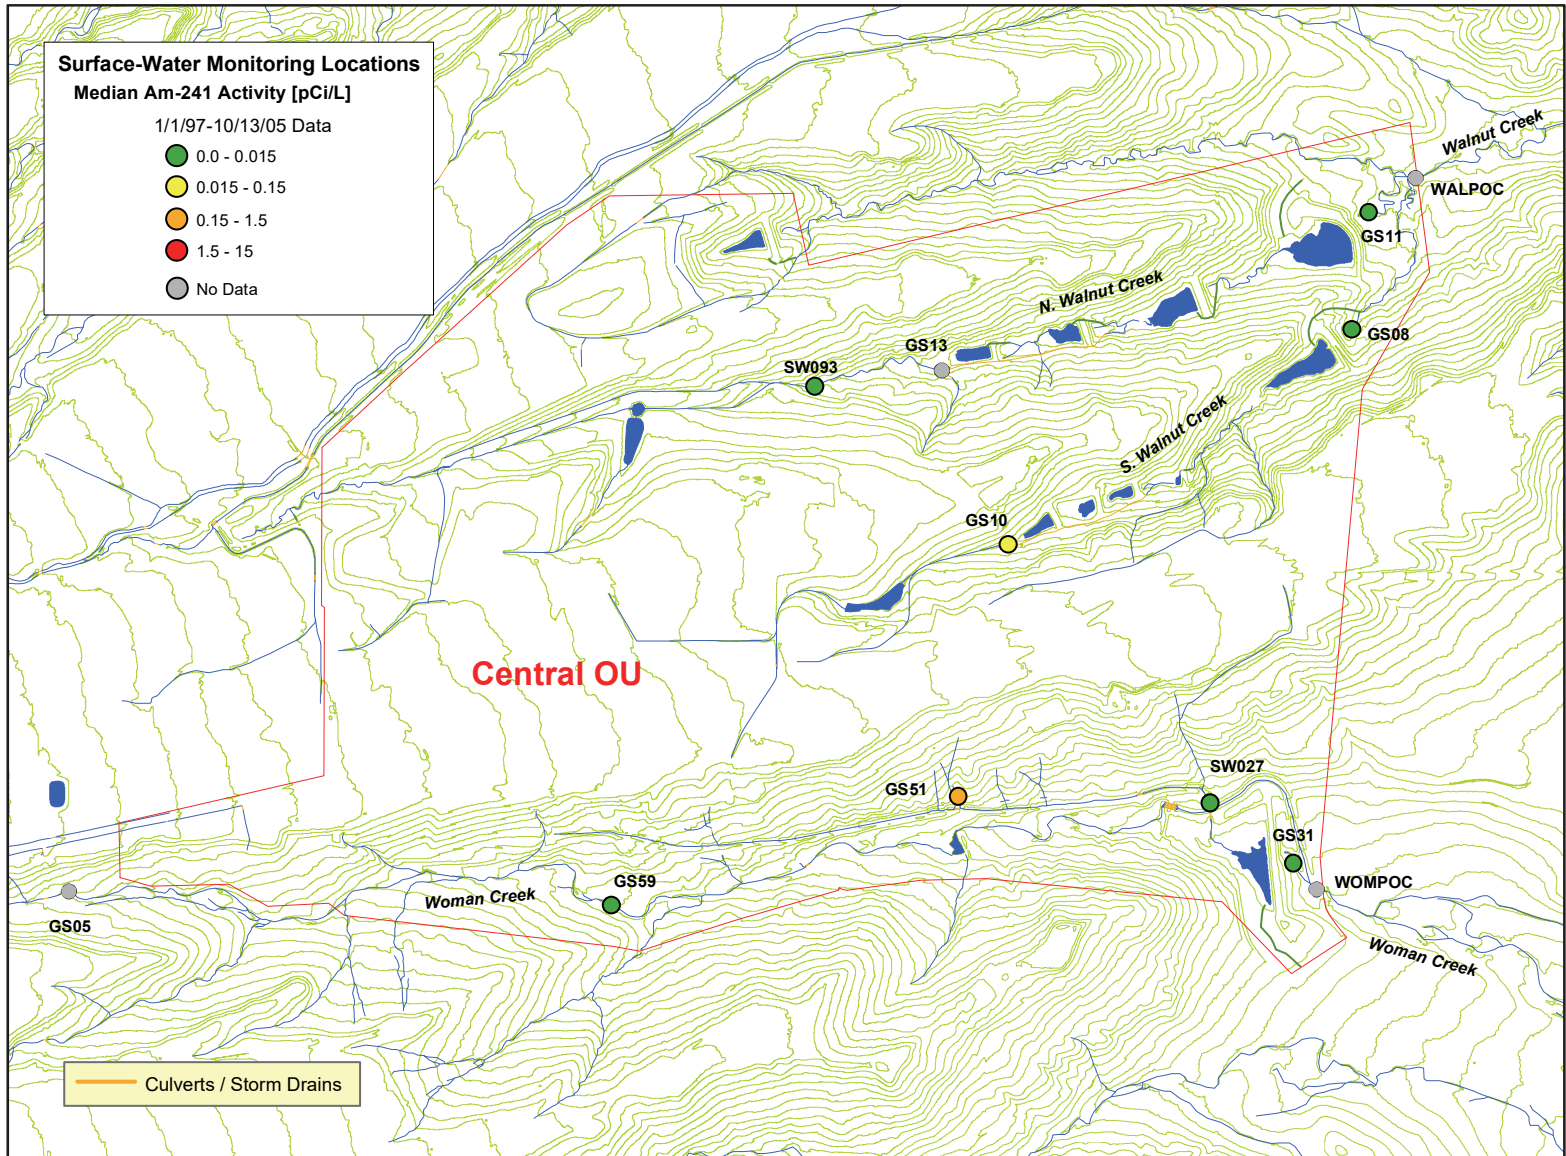 Surface-Water Monitoring Locations
Median Am-241 Activity [pCi/L]
1/1/97-10/13/05 Data
0.0 - 0.015
0.015 - 0.15
0.15 - 1.5
1.5 - 15
No Data
Walnut Creek
WALPOC
GS11
N. Walnut Creek
GS08
GS13
SW093
S. Walnut Creek
GS10
Central OU
SW027
GS51
GS31
WOMPOC
GS59
Woman Creek
GS05
Woman Creek
Culverts / Storm Drains